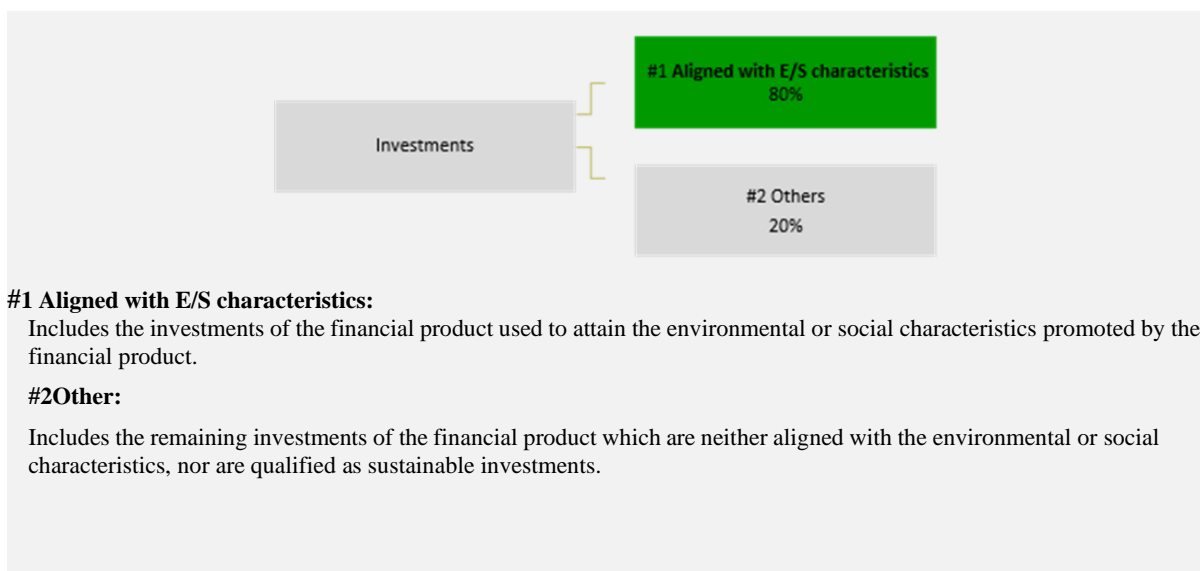 #1 Aligned with E/S characteristics
80%
Investments
#2 Others
20%
#1 Aligned with E/S characteristics:
Includes the investments of the financial product used to attain the environmental or social characteristics promoted by the
financial product.
#2Other:
Includes the remaining investments of the financial product which are neither aligned with the environmental or social
characteristics, nor are qualified as sustainable investments.